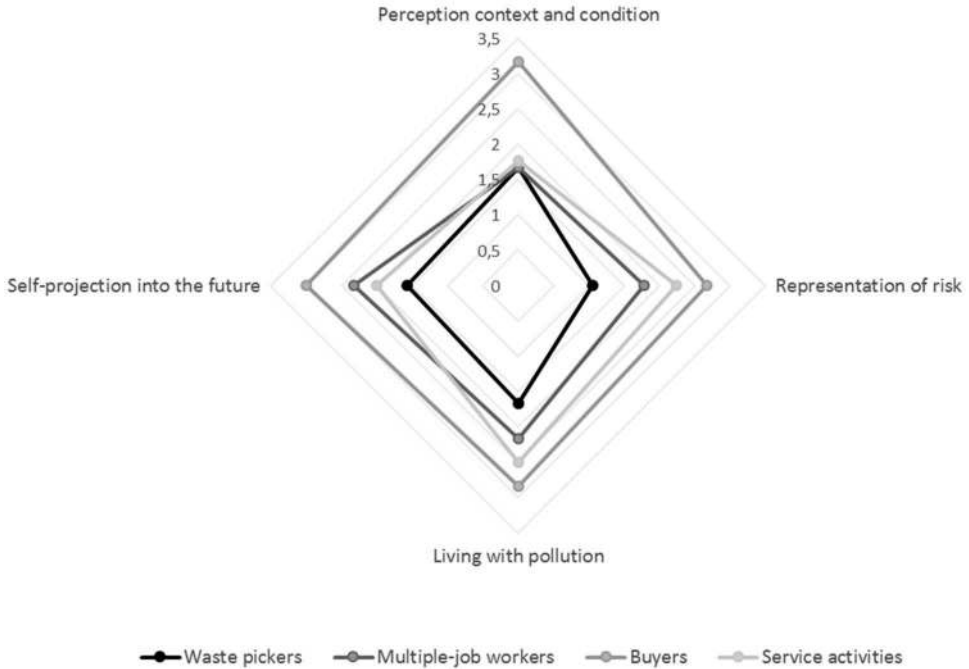 Perception context and condition
3,5
3
2,5
2
1,5
1
0,5
0
Self-projection into the future
Representation of risk
Living with pollution
Waste pickers
Multiple-job workers
Buyers
Service activities